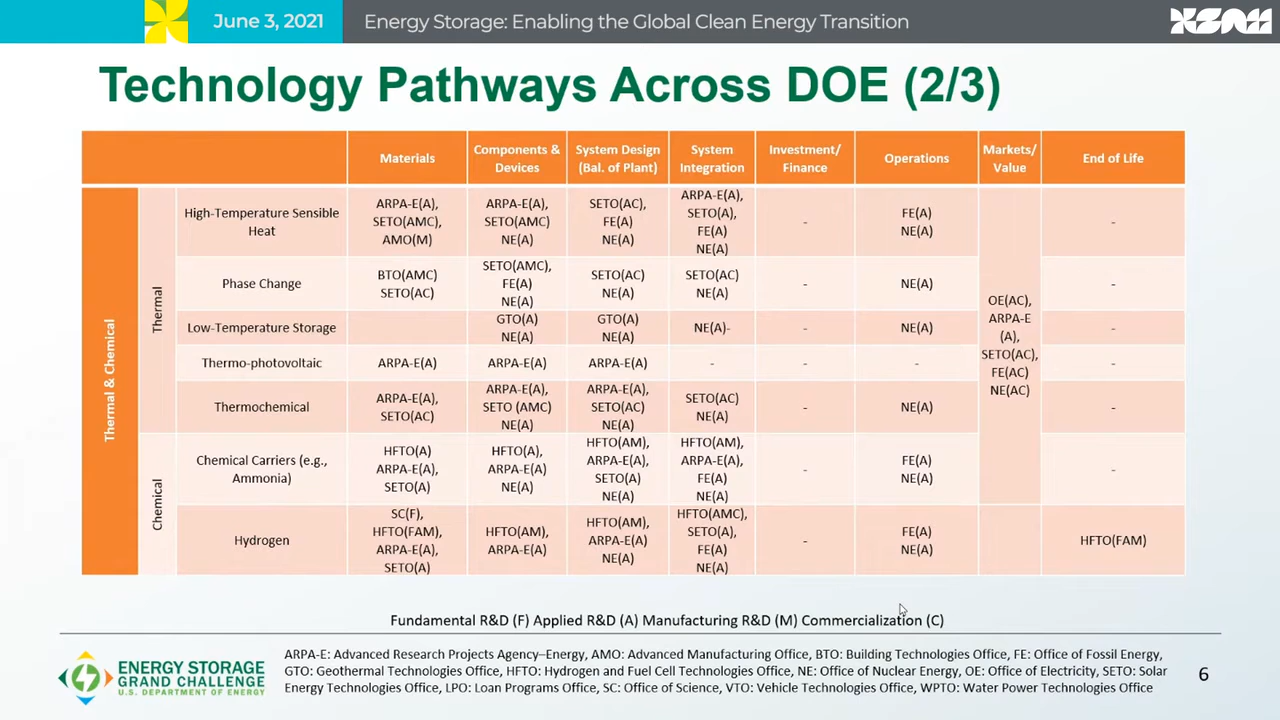 June 3, 2021
Energy Storage: Enabling the Global Clean Energy Transition
Technology Pathways Across DOE (2/3)
Materials
Components &
Devices
System Design
(Bal. of Plant)
System
Integration
Investment/
Finance
Operations
Markets/
Value
End of Life
Thermal & Chemical
Thermal
High-Temperature Sensible
Heat
ARPA-E(A),
SETO(AMC),
AMO(M)
ARPA-E(A),
SETO(AMC)
NE(A)
SETO(AC),
FE(A)
NE(A)
ARPA-E(A),
SETO(A),
FE(A)
NE(A)
-
FE(A)
NE(A)
OE(AC),
ARPA-E
(A),
SETO(AC),
FE(AC)
NE(AC)
-
Phase Change
BTO(AMC)
SETO(AC)
SETO(AMC),
FE(A)
NE(A)
SETO(AC)
NE(A)
SETO(AC)
NE(A)
-
NE(A)
-
Low-Temperature Storage
GTO(A)
NE(A)
GTO(A)
NE(A)
NE(A)-
-
NE(A)
-
Thermo-photovoltaic
ARPA-E(A)
ARPA-E(A)
ARPA-E(A)
-
-
-
-
Thermochemical
ARPA-E(A),
SETO(AC)
ARPA-E(A),
SETO (AMC)
NE(A)
ARPA-E(A),
SETO(AC)
NE(A)
SETO(AC)
NE(A)
-
NE(A)
-
Chemical
Chemical Carriers (e.g.,
Ammonia)
HFTO(A)
ARPA-E(A),
SETO(A)
HFTO(A),
ARPA-E(A)
NE(A)
HFTO(AM),
ARPA-E(A),
SETO(A)
NE(A)
HFTO(AM),
ARPA-E(A),
FE(A)
NE(A)
-
FE(A)
NE(A)
-
Hydrogen
SC(F),
HFTO(FAM),
ARPA-E(A),
SETO(A)
HFTO(AM),
ARPA-E(A)
HFTO(AM),
ARPA-E(A)
NE(A)
HFTO(AMC),
SETO(A),
FE(A)
NE(A)
-
FE(A)
NE(A)
HFTO(FAM)
Fundamental R&D (F) Applied R&D (A) Manufacturing R&D (M) Commercialization (C)
ENERGY STORAGE
GRAND CHALLENGE
U.S. DEPARTMENT OF ENERGY
ARPA-E: Advanced Research Projects Agency–Energy, AMO: Advanced Manufacturing Office, BTO: Building Technologies Office, FE: Office of Fossil Energy,
GTO: Geothermal Technologies Office, HFTO: Hydrogen and Fuel Cell Technologies Office, NE: Office of Nuclear Energy, OE: Office of Electricity, SETO: Solar
Energy Technologies Office, LPO: Loan Programs Office, SC: Office of Science, VTO: Vehicle Technologies Office, WPTO: Water Power Technologies Office
6